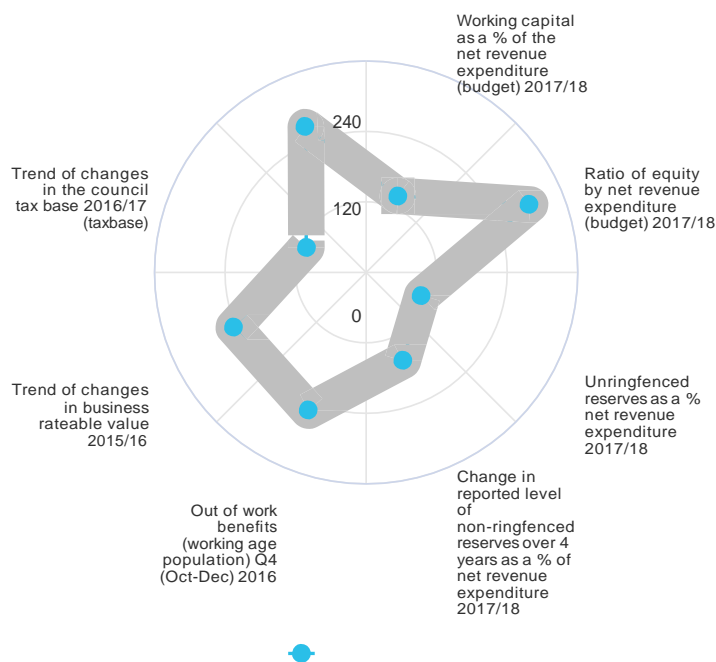 Working capital
as a % of the
net revenue
expenditure
(budget) 2017/18
240
Trend of changes
in the council
tax base 2016/17
(taxbase)
Ratio of equity
by net revenue
expenditure
(budget) 2017/18
120
0
Trend of changes
in business
rateable value
2015/16
Unringfenced
reserves as a %
net revenue
expenditure
2017/18
Out of work
benefits
(working age
population) Q4
(Oct-Dec) 2016
Change in
reported level
of
non-ringfenced
reserves over 4
years as a % of
net revenue
expenditure
2017/18